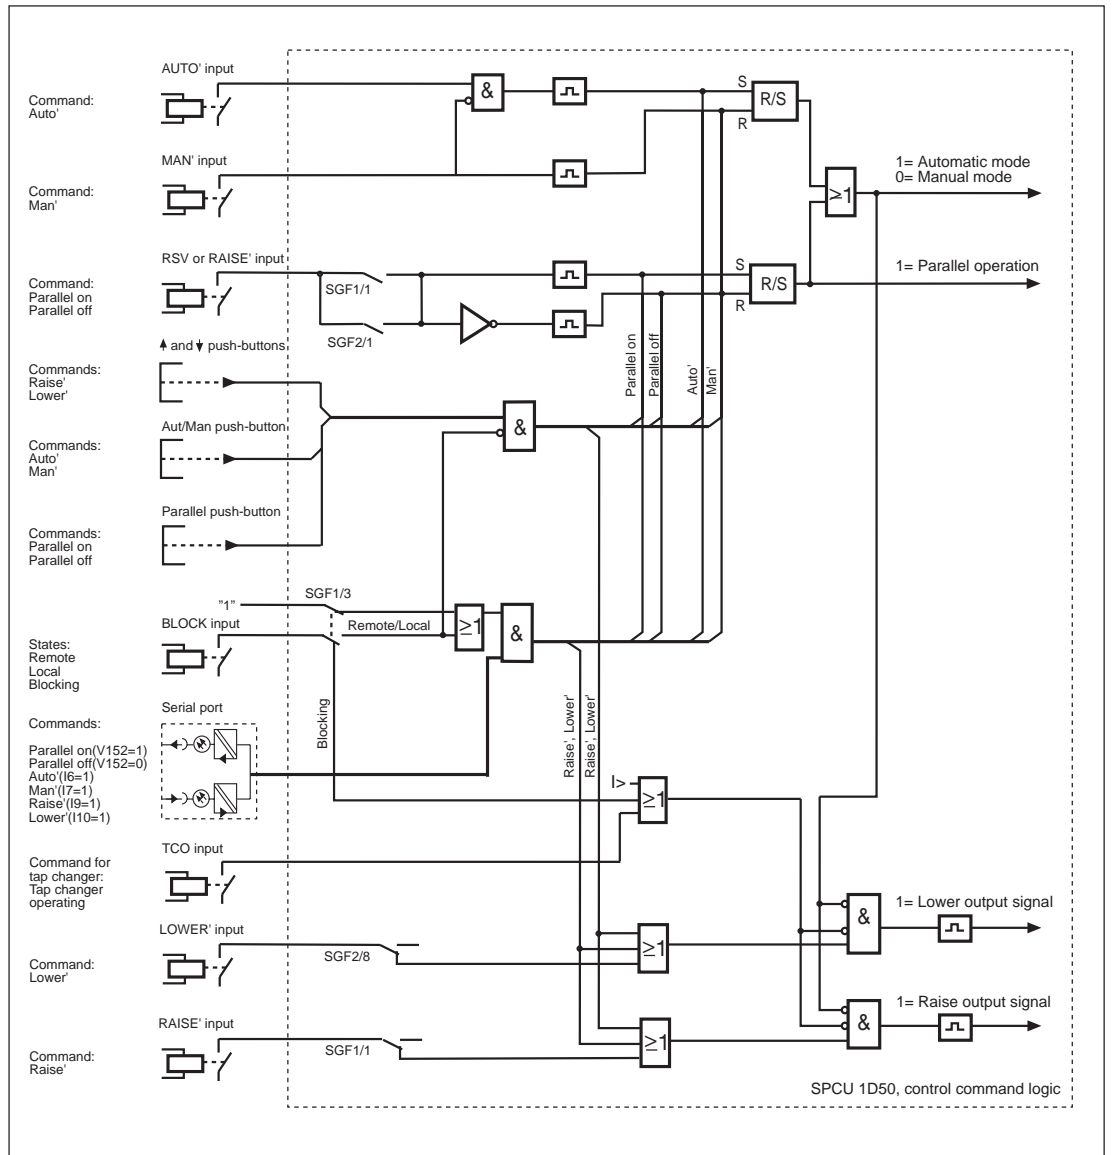 AUTO' input
Command:
Auto'
&
S
R/S
R
MAN' input
Command:
Man'
≥1
1= Automatic mode
0= Manual mode
RSV or RAISE' input
Command:
Parallel on
Parallel off
SGF1/1
SGF2/1
S
R/S
R
1= Parallel operation
Parallel on
Parallel off
Auto'
Man'
and push-buttons
Commands:
Raise'
Lower'
Aut/Man push-button
Commands:
Auto'
Man'
&
Parallel push-button
Commands:
Parallel on
Parallel off
"1"
SGF1/3
BLOCK input
Remote/Local
≥1
&
States:
Remote
Local
Blocking
Blocking
Raise', Lower'
Raise', Lower'
Serial port
Commands:
Parallel on(V152=1)
Parallel off(V152=0)
Auto'(I6=1)
Man'(I7=1)
Raise'(I9=1)
Lower'(I10=1)
I>
≥1
TCO input
Command for
tap changer:
Tap changer
operating
LOWER' input
Command:
Lower'
SGF2/8
≥1
&
1= Lower output signal
RAISE' input
Command:
Raise'
SGF1/1
≥1
&
1= Raise output signal
SPCU 1D50, control command logic